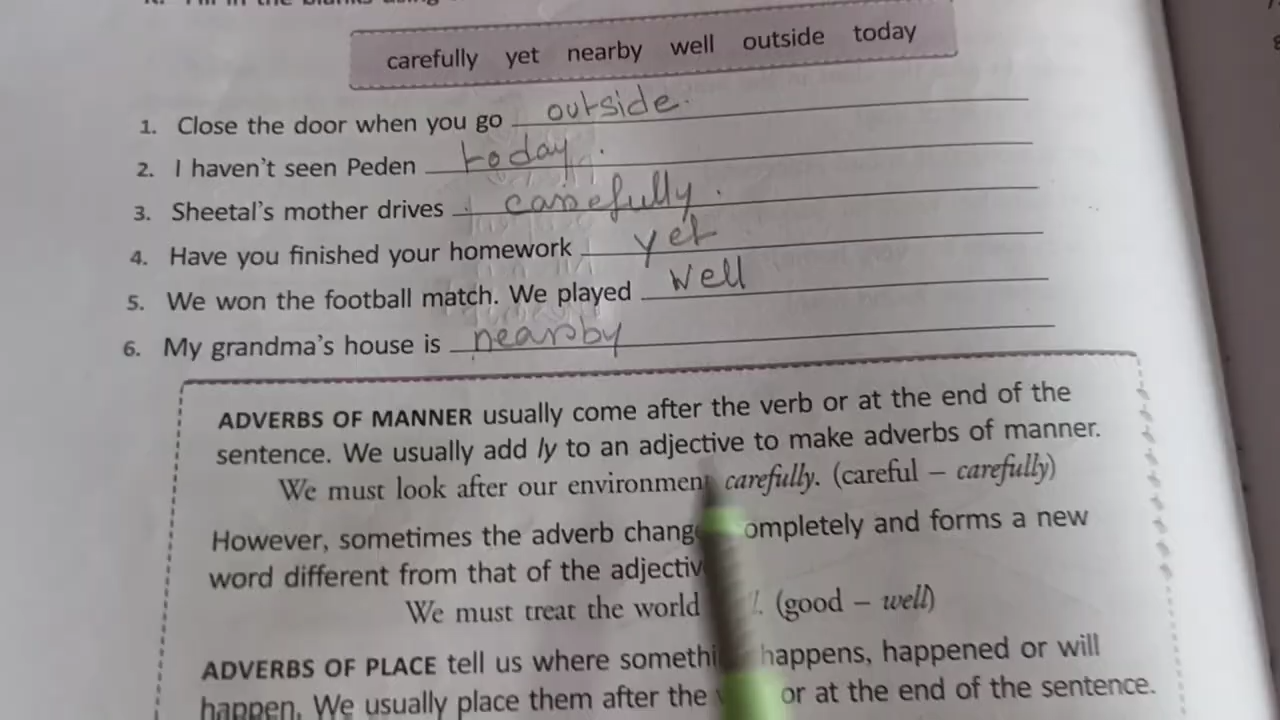 carefully yet nearby well outside today
1. Close the door when you go outside.
2. I haven't seen Peden today.
3. Sheetal's mother drives carefully.
4. Have you finished your homework yet
5. We won the football match. We played well
6. My grandma's house is nearby
ADVERBS OF MANNER usually come after the verb or at the end of the
sentence. We usually add ly to an adjective to make adverbs of manner.
We must look after our environment carefully. (careful – carefully)
However, sometimes the adverb chang ompletely and forms a new
word different from that of the adjectiv
We must treat the world (good – well)
ADVERBS OF PLACE tell us where somethi happens, happened or will
happen. We usually place them after the or at the end of the sentence.